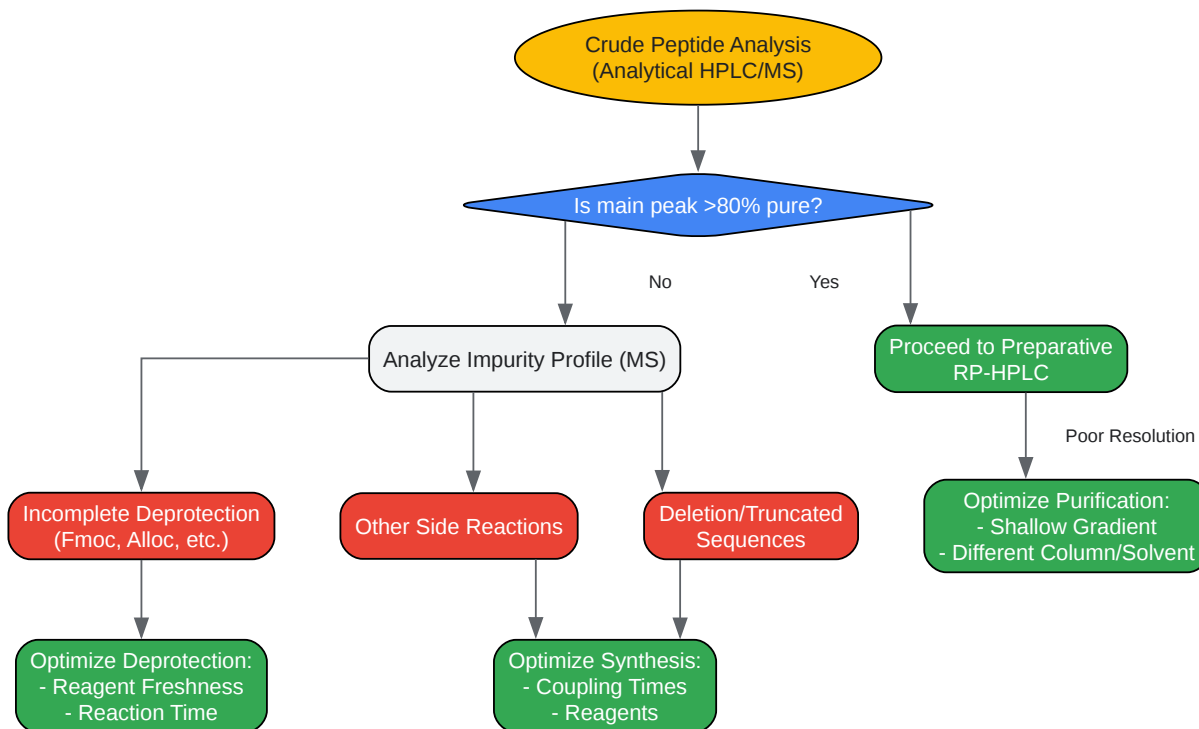 Crude Peptide Analysis
(Analytical HPLC/MS)
Is main peak >80% pure?
No
Yes
Analyze Impurity Profile (MS)
Proceed to Preparative
RP-HPLC
Poor Resolution
Incomplete Deprotection
(Fmoc, Alloc, etc.)
Other Side Reactions
Deletion/Truncated
Sequences
Optimize Purification:
- Shallow Gradient
- Different Column/Solvent
Optimize Deprotection:
- Reagent Freshness
- Reaction Time
Optimize Synthesis:
- Coupling Times
- Reagents